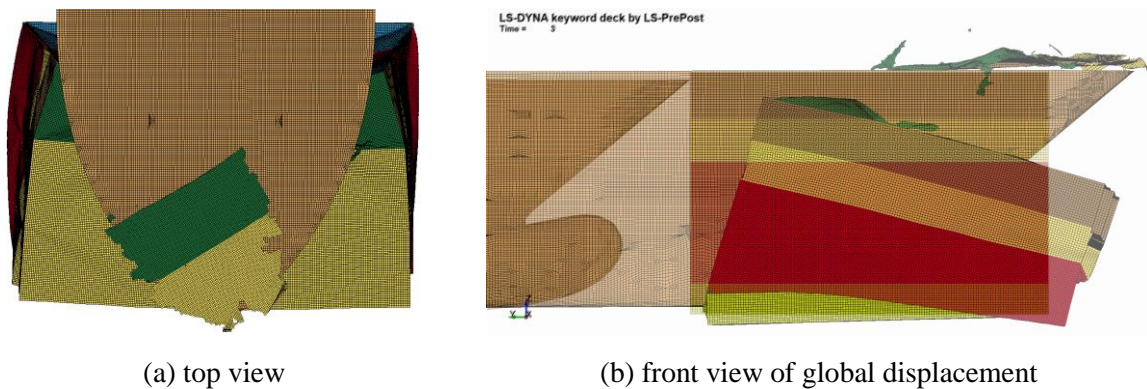 LS-DYNA keyword deck by LS-PrePost
Time = 3
Y
X
(a) top view
(b) front view of global displacement